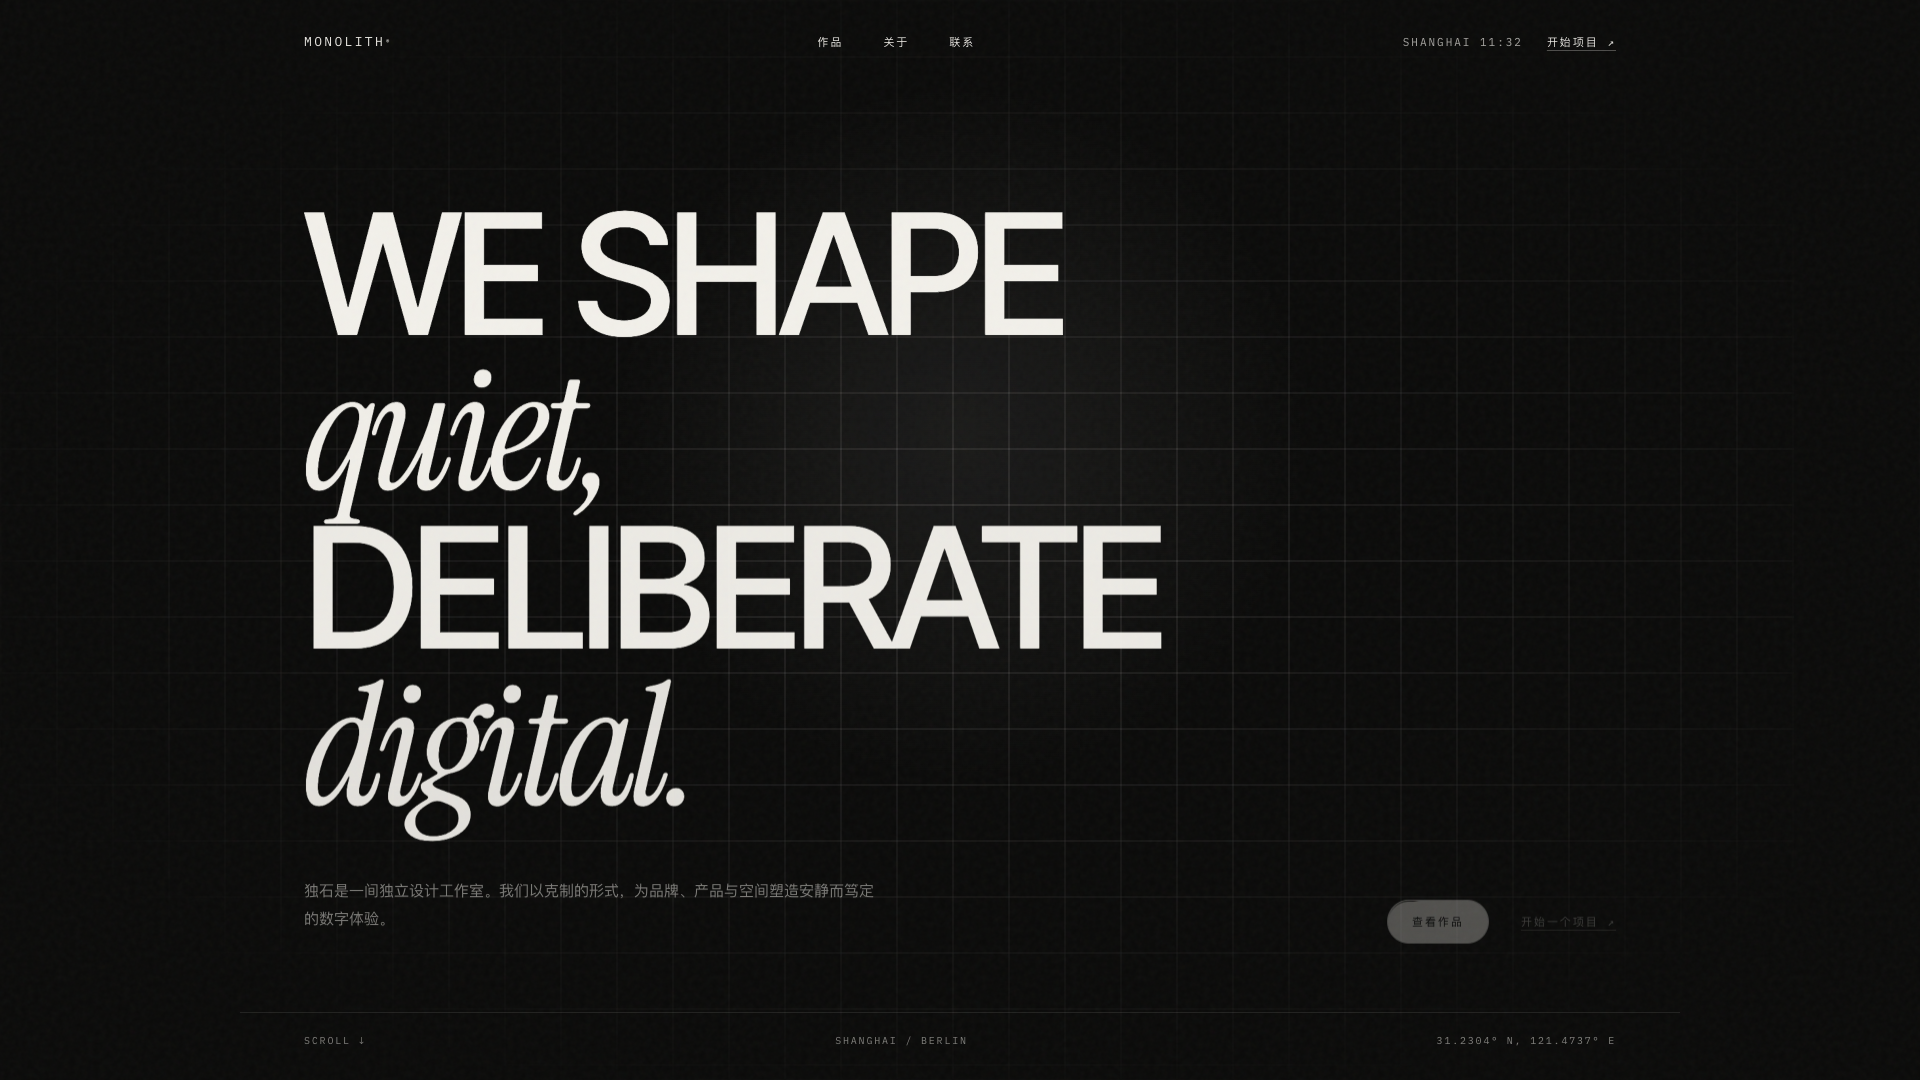 MONOLITH®
作品
关于
联系
SHANGHAI 11:32
开始项目 ↗
WE SHAPE
quiet,
DELIBERATE
digital.
独石是一间独立设计工作室。我们以克制的形式，为品牌、产品与空间塑造安静而笃定
的数字体验。
查看作品
开始一个项目 ↗
SCROLL ↓
SHANGHAI / BERLIN
31.2304° N, 121.4737° E